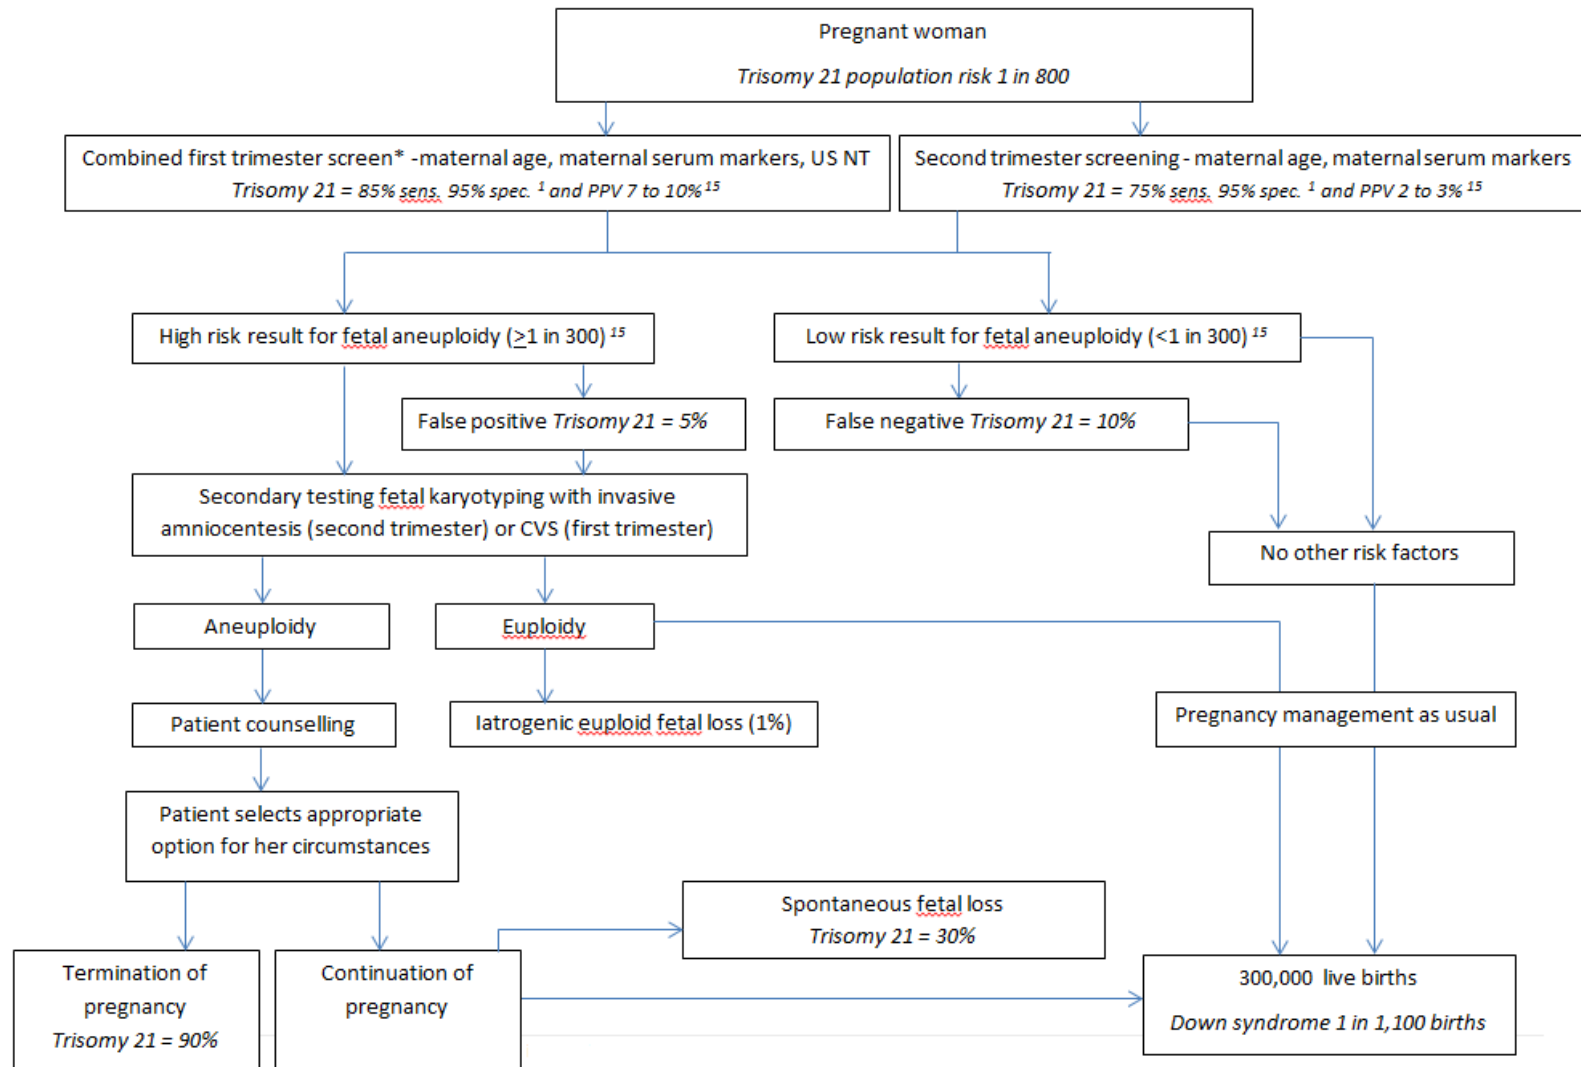 Pregnant woman
Trisomy 21 population risk 1 in 800
Combined first trimester screen* -maternal age, maternal serum markers, US NT
Trisomy 21 = 85% sens. 95% spec. ¹ and PPV 7 to 10% ¹⁵
Second trimester screening - maternal age, maternal serum markers
Trisomy 21 = 75% sens. 95% spec. ¹ and PPV 2 to 3% ¹⁵
High risk result for fetal aneuploidy (≥1 in 300) ¹⁵
Low risk result for fetal aneuploidy (<1 in 300) ¹⁵
False positive Trisomy 21 = 5%
False negative Trisomy 21 = 10%
Secondary testing fetal karyotyping with invasive
amniocentesis (second trimester) or CVS (first trimester)
No other risk factors
Aneuploidy
Euploidy
Patient counselling
Iatrogenic euploid fetal loss (1%)
Pregnancy management as usual
Patient selects appropriate
option for her circumstances
Spontaneous fetal loss
Trisomy 21 = 30%
Termination of
pregnancy
Trisomy 21 = 90%
Continuation of
pregnancy
300,000 live births
Down syndrome 1 in 1,100 births